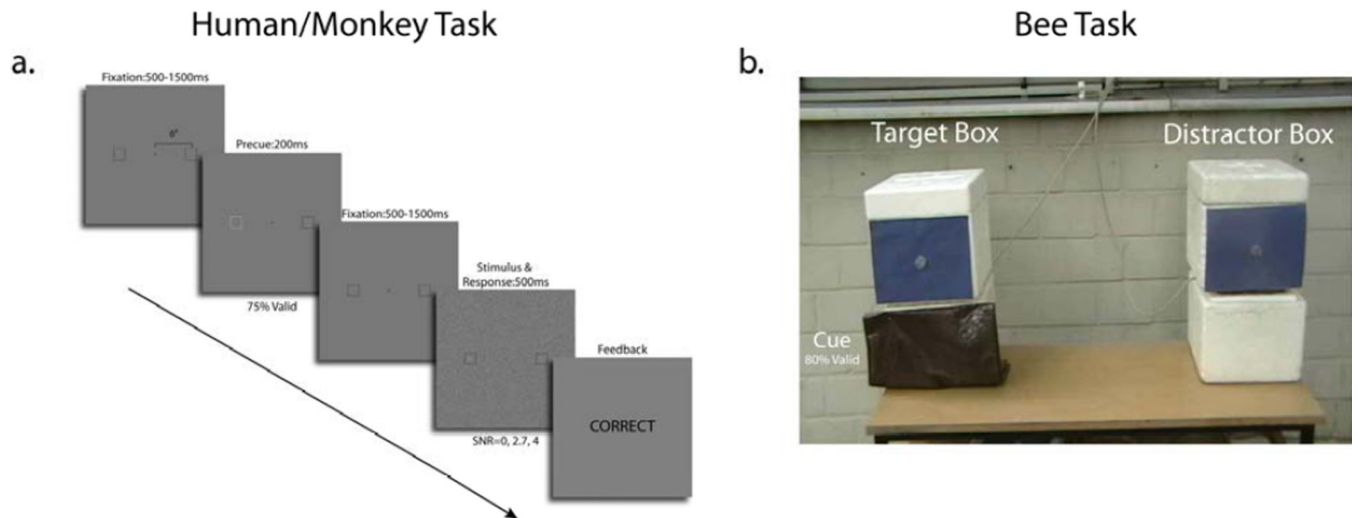 Human/Monkey Task
Bee Task
a.
Fixation:500-1500ms
6°
Precue:200ms
75% Valid
Fixation:500-1500ms
Stimulus &
Response:500ms
SNR=0, 2.7, 4
Feedback
CORRECT
b.
Target Box
Distractor Box
Cue
80% Valid